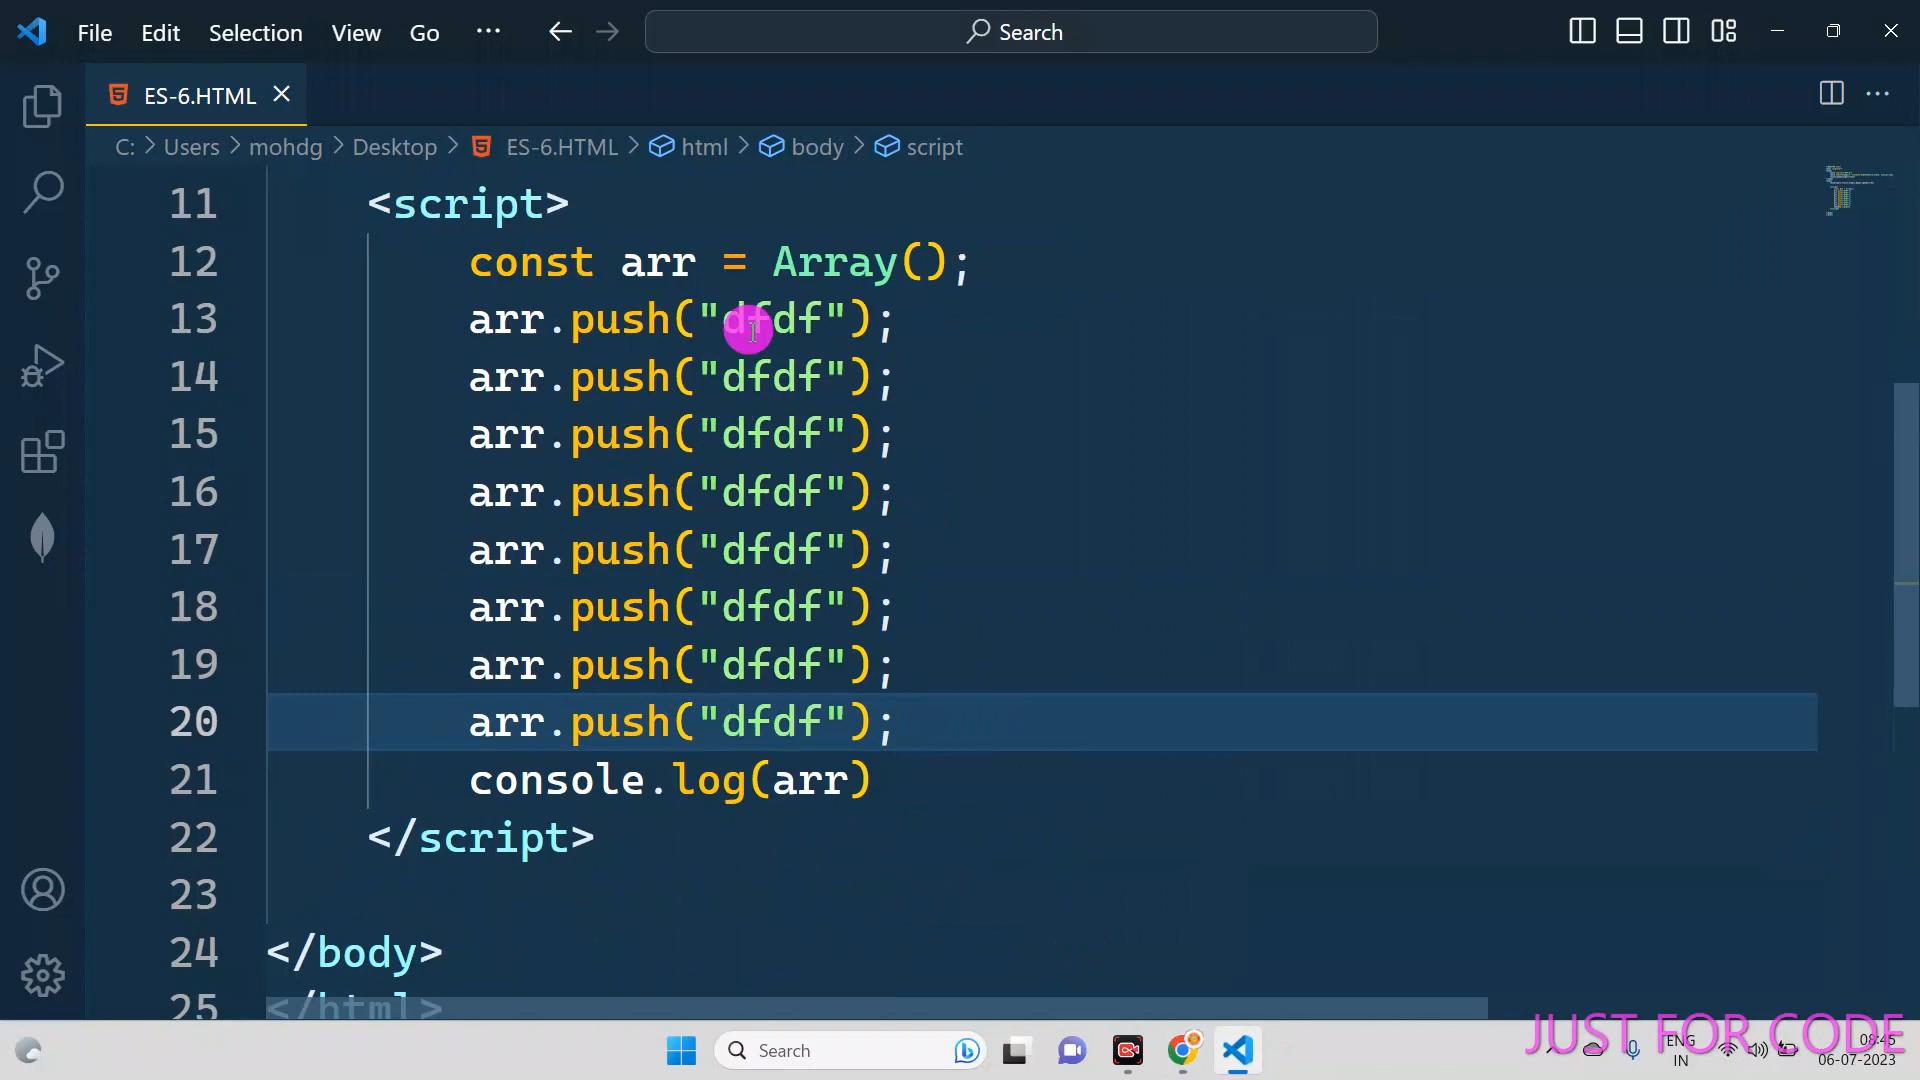 File Edit Selection View Go ··· Search
ES-6.HTML
C: > Users > mohdg > Desktop > ES-6.HTML > html > body > script
11 <script>
12 const arr = Array();
13 arr.push("dfdf");
14 arr.push("dfdf");
15 arr.push("dfdf");
16 arr.push("dfdf");
17 arr.push("dfdf");
18 arr.push("dfdf");
19 arr.push("dfdf");
20 arr.push("dfdf");
21 console.log(arr)
22 </script>
23
24 </body>
25 </html>
JUST FOR CODE
Search
ENG
IN
08:45
06-07-2023